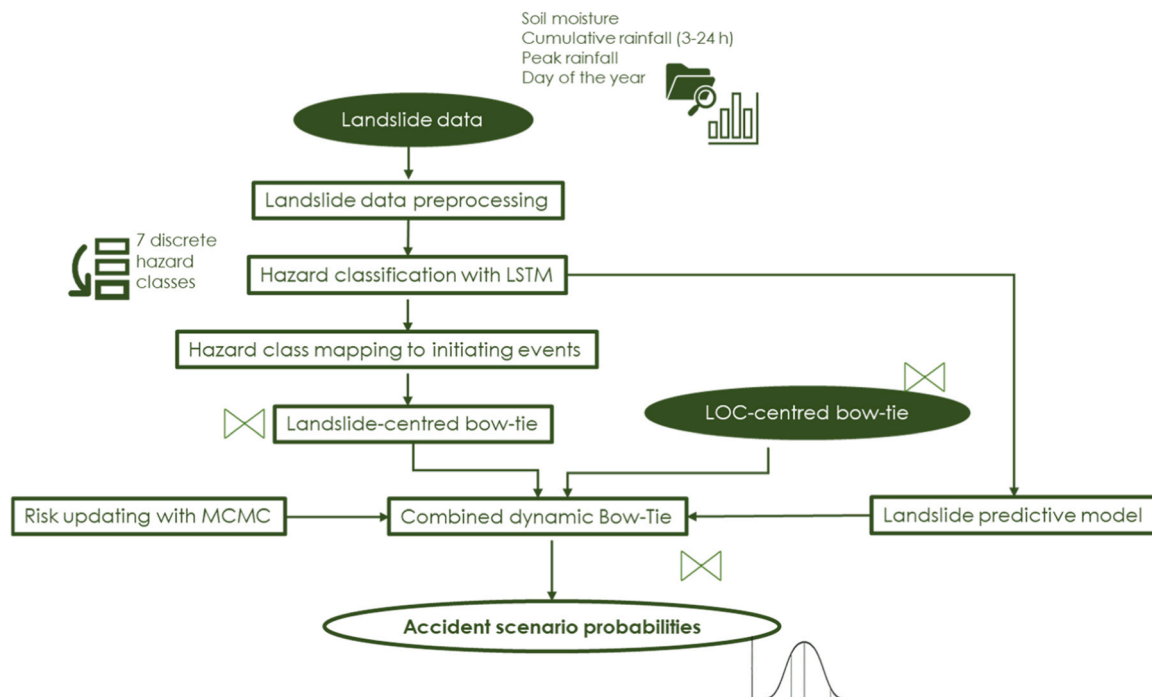 Soil moisture
Cumulative rainfall (3-24 h)
Peak rainfall
Day of the year
Landslide data
Landslide data preprocessing
7 discrete
hazard
classes
Hazard classification with LSTM
Hazard class mapping to initiating events
Landslide-centred bow-tie
LOC-centred bow-tie
Risk updating with MCMC
Combined dynamic Bow-Tie
Landslide predictive model
Accident scenario probabilities